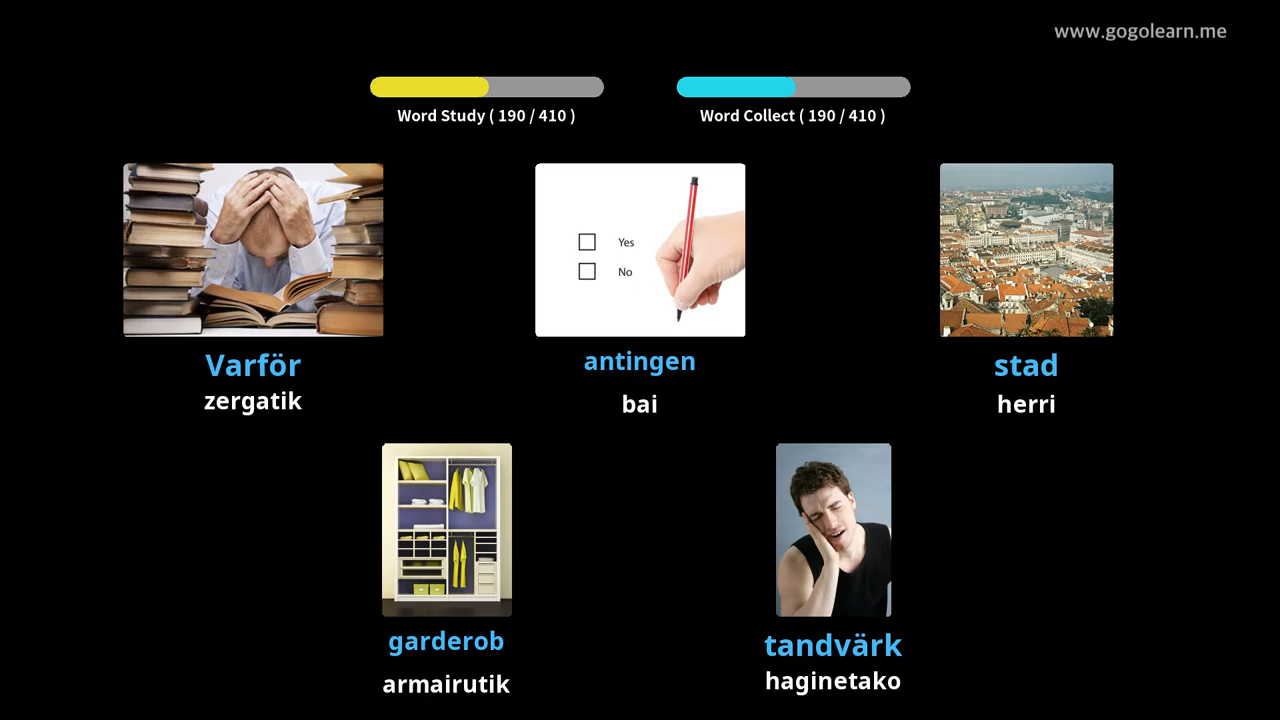 www.gogolearn.me
Word Study ( 190 / 410 )
Word Collect ( 190 / 410 )
Yes
No
Varför
zergatik
antingen
bai
stad
herri
garderob
armairutik
tandvärk
haginetako